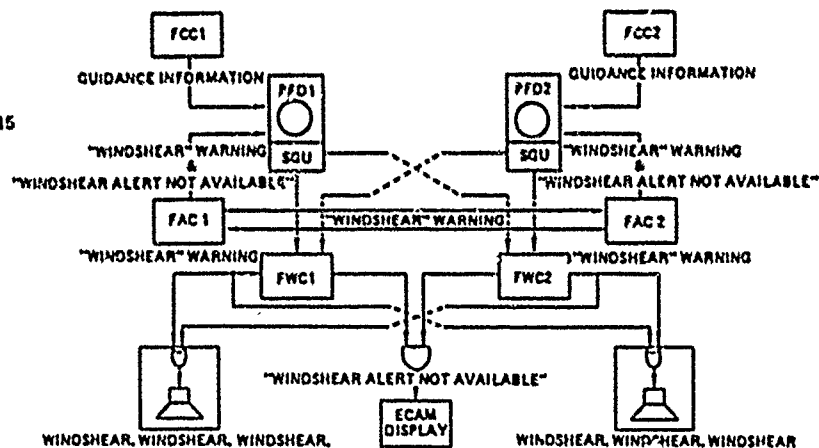 FCC1
FCC2
GUIDANCE INFORMATION
GUIDANCE INFORMATION
PFD1
PFD2
15
SGU
SGU
"WINDSHEAR" WARNING
&
"WINDSHEAR ALERT NOT AVAILABLE"
"WINDSHEAR" WARNING
&
"WINDSHEAR ALERT NOT AVAILABLE"
FAC 1
"WINDSHEAR" WARNING
FAC 2
"WINDSHEAR" WARNING
"WINDSHEAR" WARNING
FWC1
FWC2
"WINDSHEAR ALERT NOT AVAILABLE"
ECAM
DISPLAY
WINDSHEAR, WINDSHEAR, WINDSHEAR,
WINDSHEAR, WINDSHEAR, WINDSHEAR